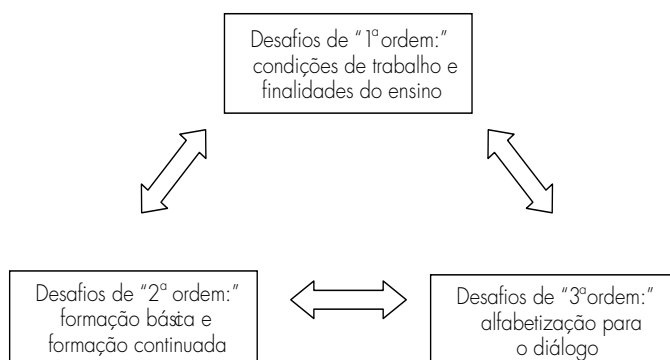 Desafios de “1ª ordem:”
condições de trabalho e
finalidades do ensino
Desafios de “2ª ordem:”
formação básica e
formação continuada
Desafios de “3ª ordem:”
alfabetização para
o diálogo